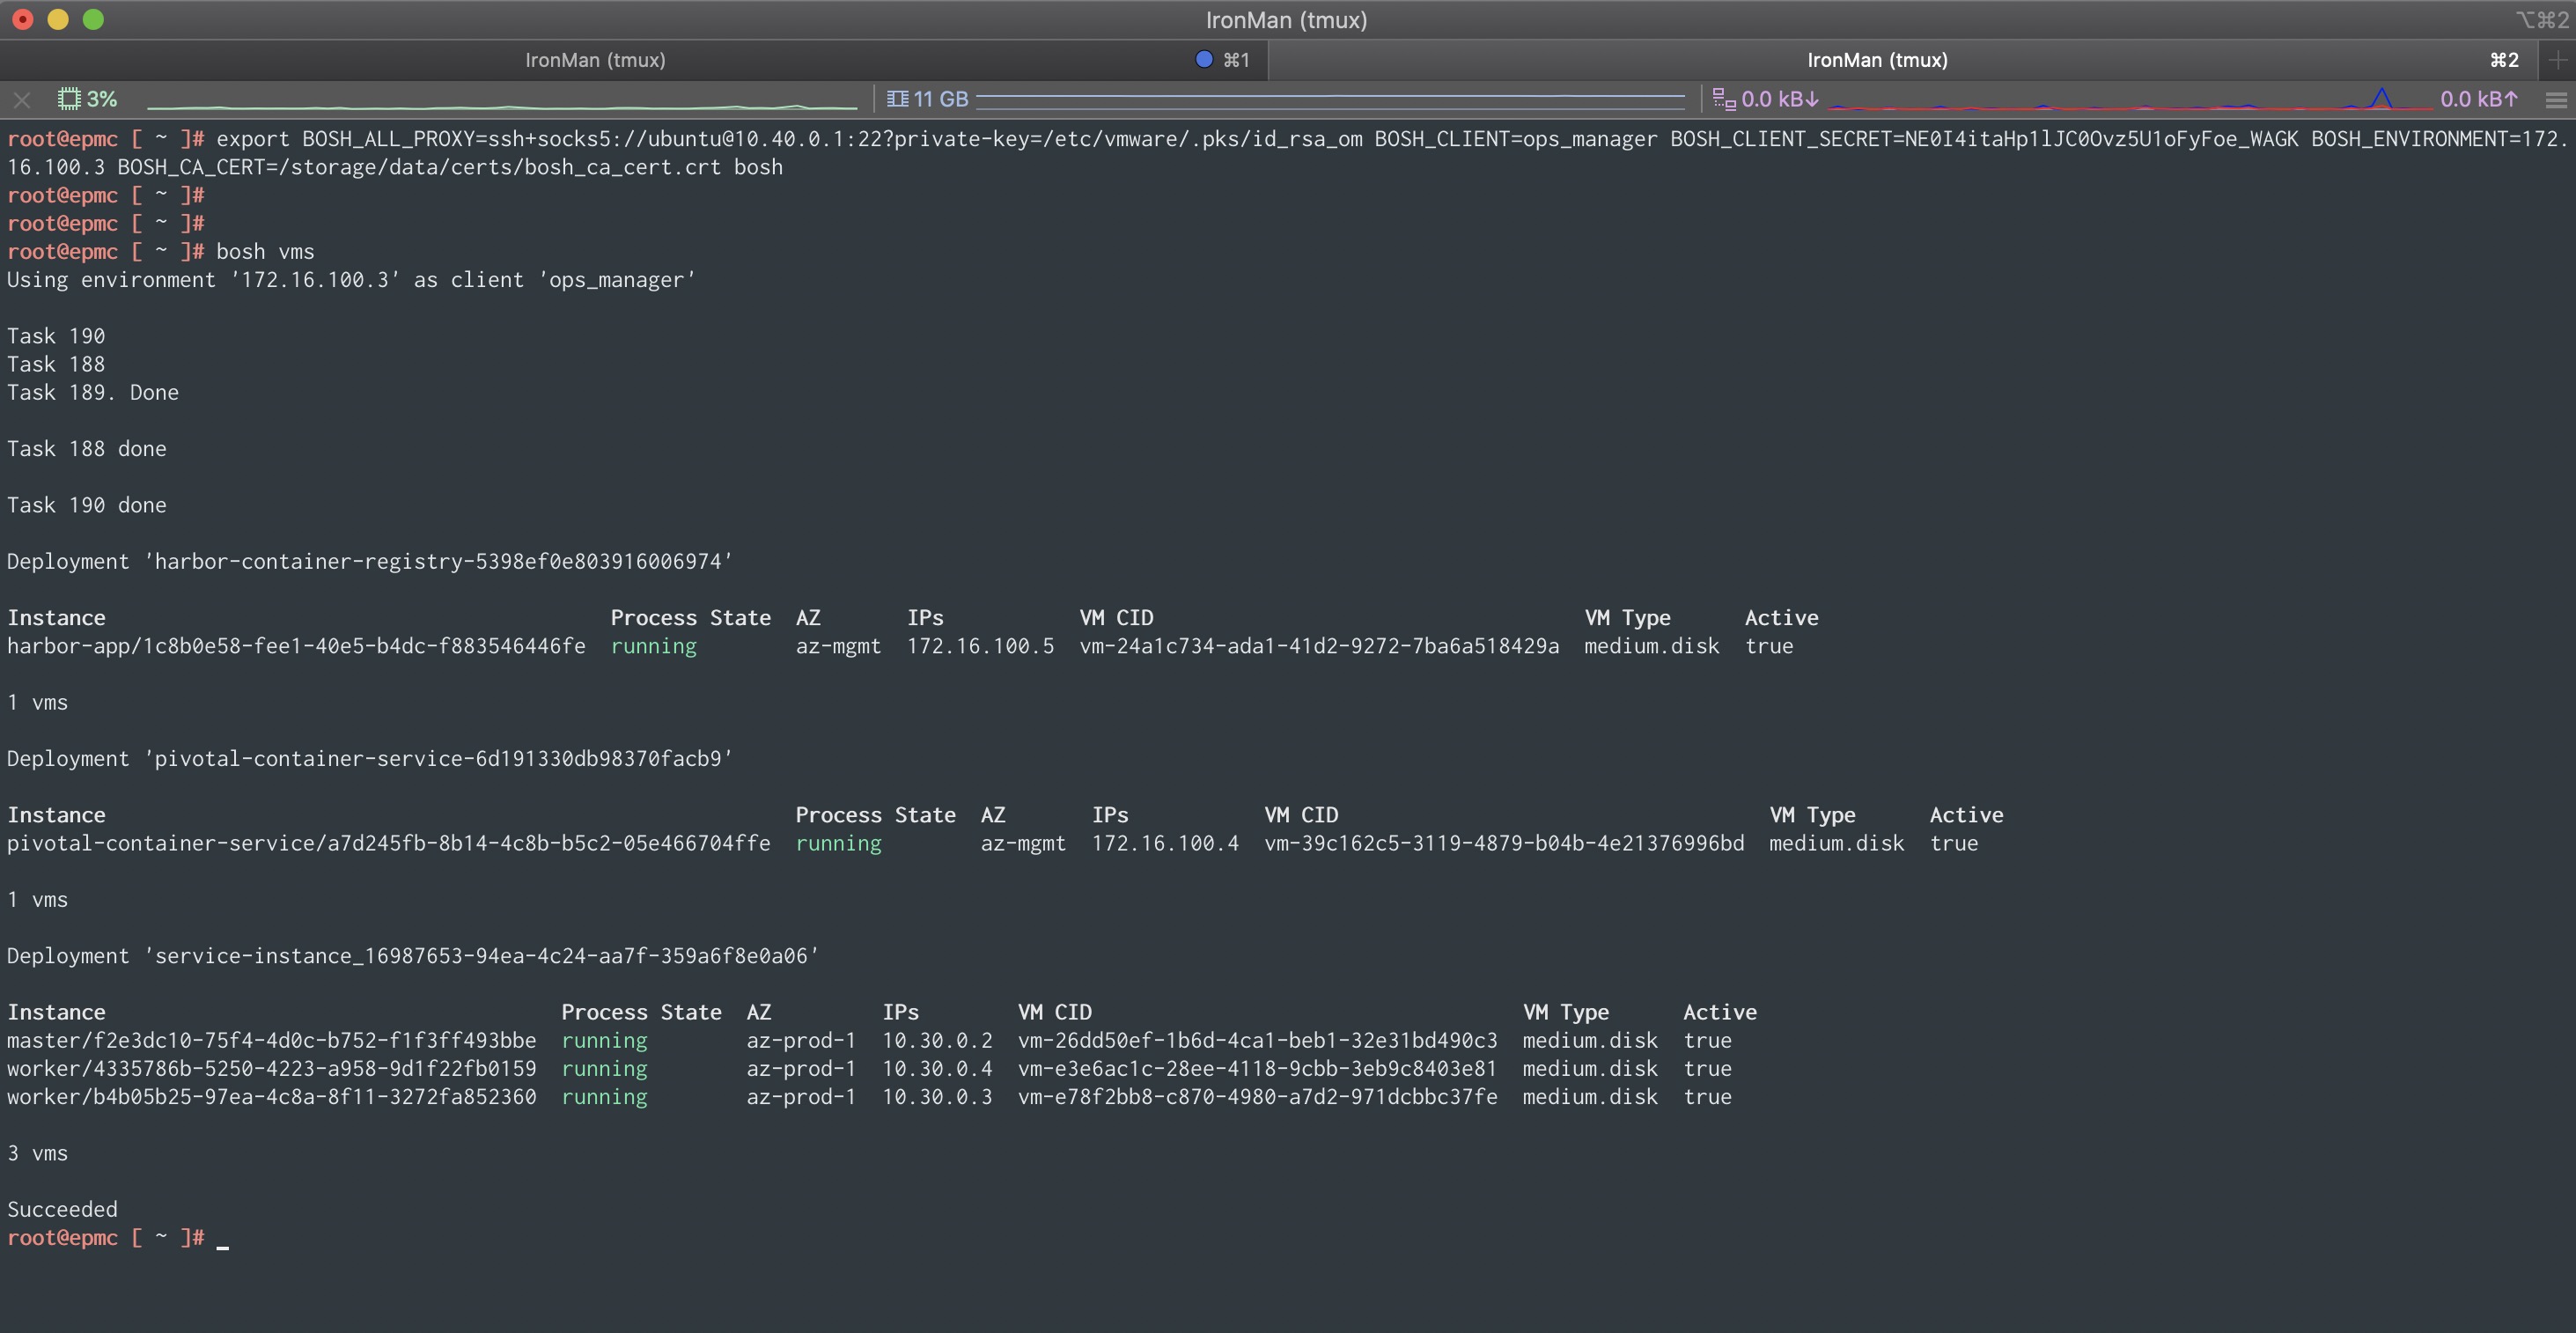 IronMan (tmux)
⌥⌘2
IronMan (tmux) ⌘1 IronMan (tmux) ⌘2
3% 11 GB 0.0 kB↓ 0.0 kB↑
root@epmc [ ~ ]# export BOSH_ALL_PROXY=ssh+socks5://ubuntu@10.40.0.1:22?private-key=/etc/vmware/.pks/id_rsa_om BOSH_CLIENT=ops_manager BOSH_CLIENT_SECRET=NE0I4itaHp1lJC0Ovz5U1oFyFoe_WAGK BOSH_ENVIRONMENT=172.
16.100.3 BOSH_CA_CERT=/storage/data/certs/bosh_ca_cert.crt bosh
root@epmc [ ~ ]#
root@epmc [ ~ ]#
root@epmc [ ~ ]# bosh vms
Using environment '172.16.100.3' as client 'ops_manager'
Task 190
Task 188
Task 189. Done
Task 188 done
Task 190 done
Deployment 'harbor-container-registry-5398ef0e803916006974'
Instance Process State AZ IPs VM CID VM Type Active
harbor-app/1c8b0e58-fee1-40e5-b4dc-f883546446fe running az-mgmt 172.16.100.5 vm-24a1c734-ada1-41d2-9272-7ba6a518429a medium.disk true
1 vms
Deployment 'pivotal-container-service-6d191330db98370facb9'
Instance Process State AZ IPs VM CID VM Type Active
pivotal-container-service/a7d245fb-8b14-4c8b-b5c2-05e466704ffe running az-mgmt 172.16.100.4 vm-39c162c5-3119-4879-b04b-4e21376996bd medium.disk true
1 vms
Deployment 'service-instance_16987653-94ea-4c24-aa7f-359a6f8e0a06'
Instance Process State AZ IPs VM CID VM Type Active
master/f2e3dc10-75f4-4d0c-b752-f1f3ff493bbe running az-prod-1 10.30.0.2 vm-26dd50ef-1b6d-4ca1-beb1-32e31bd490c3 medium.disk true
worker/4335786b-5250-4223-a958-9d1f22fb0159 running az-prod-1 10.30.0.4 vm-e3e6ac1c-28ee-4118-9cbb-3eb9c8403e81 medium.disk true
worker/b4b05b25-97ea-4c8a-8f11-3272fa852360 running az-prod-1 10.30.0.3 vm-e78f2bb8-c870-4980-a7d2-971dcbbc37fe medium.disk true
3 vms
Succeeded
root@epmc [ ~ ]#